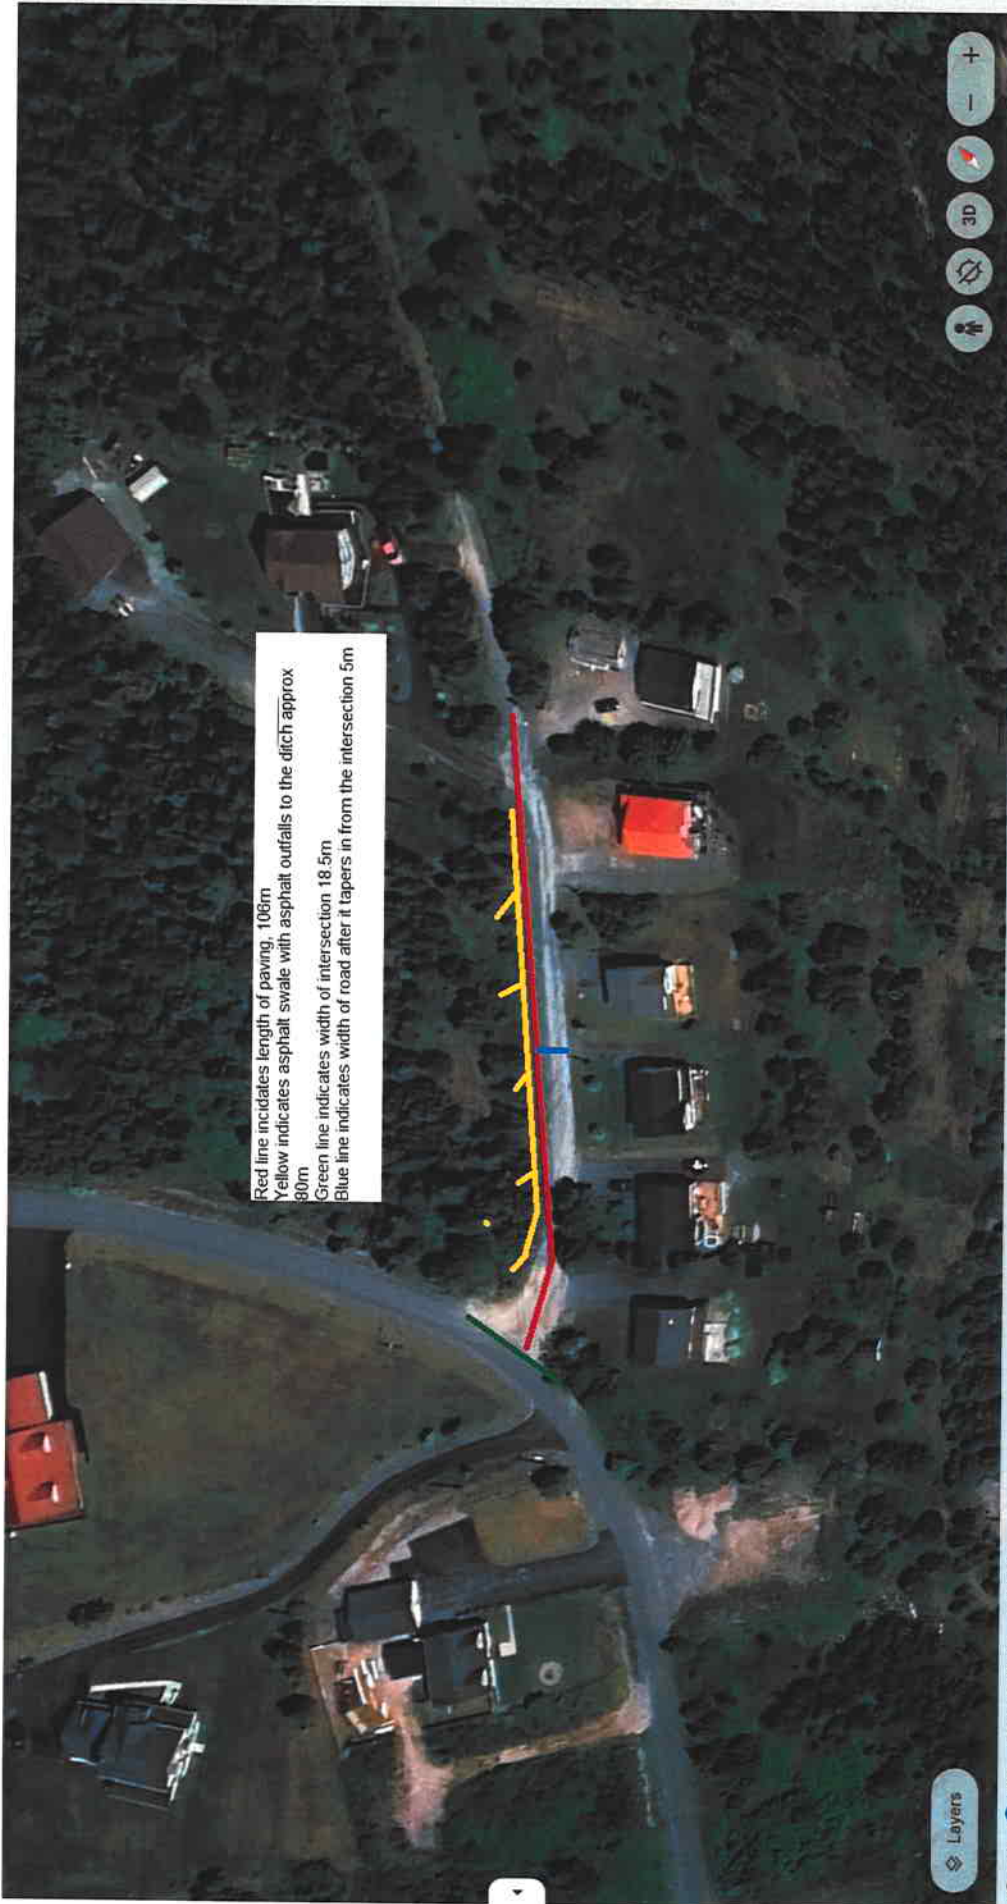 Red line incidates length of paving, 106m
Yellow indicates asphalt swale with asphalt outfalls to the ditch approx
80m
Green line indicates width of intersection 18.5m
Blue line indicates width of road after it tapers in from the intersection 5m
Layers
3D